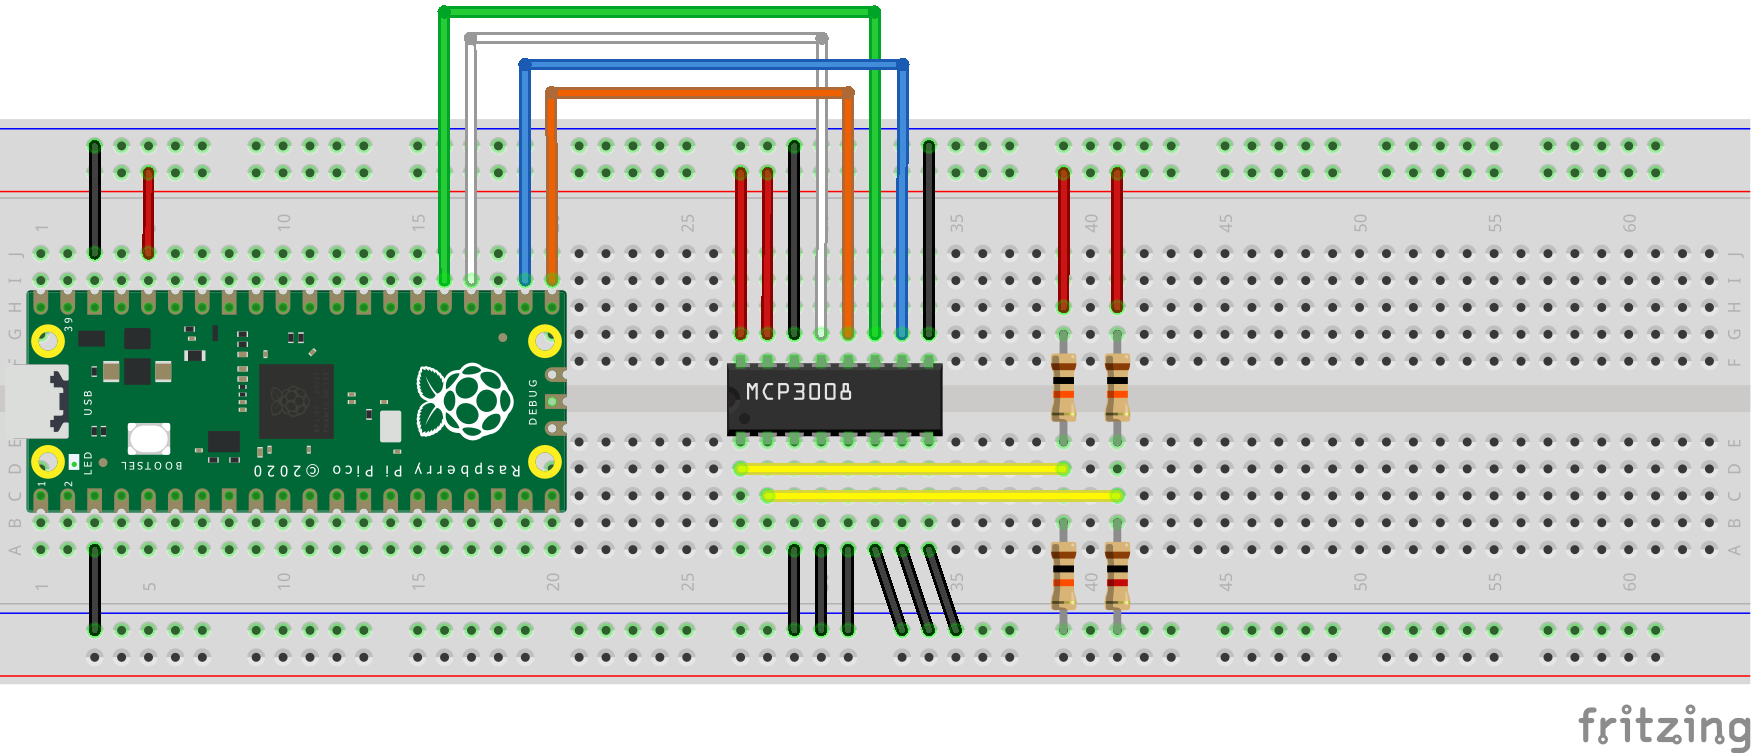 1 5 10 15 20 25 30 35 40 45 50 55 60
J J
I I
H H
G G
F F
39
USB
DEBUG
MCP3008
E E
D D
C C
B B
A A
LED
BOOTSEL
Raspberry Pi Pico ©2020
1
2
1 5 10 15 20 25 30 35 40 45 50 55 60
fritzing